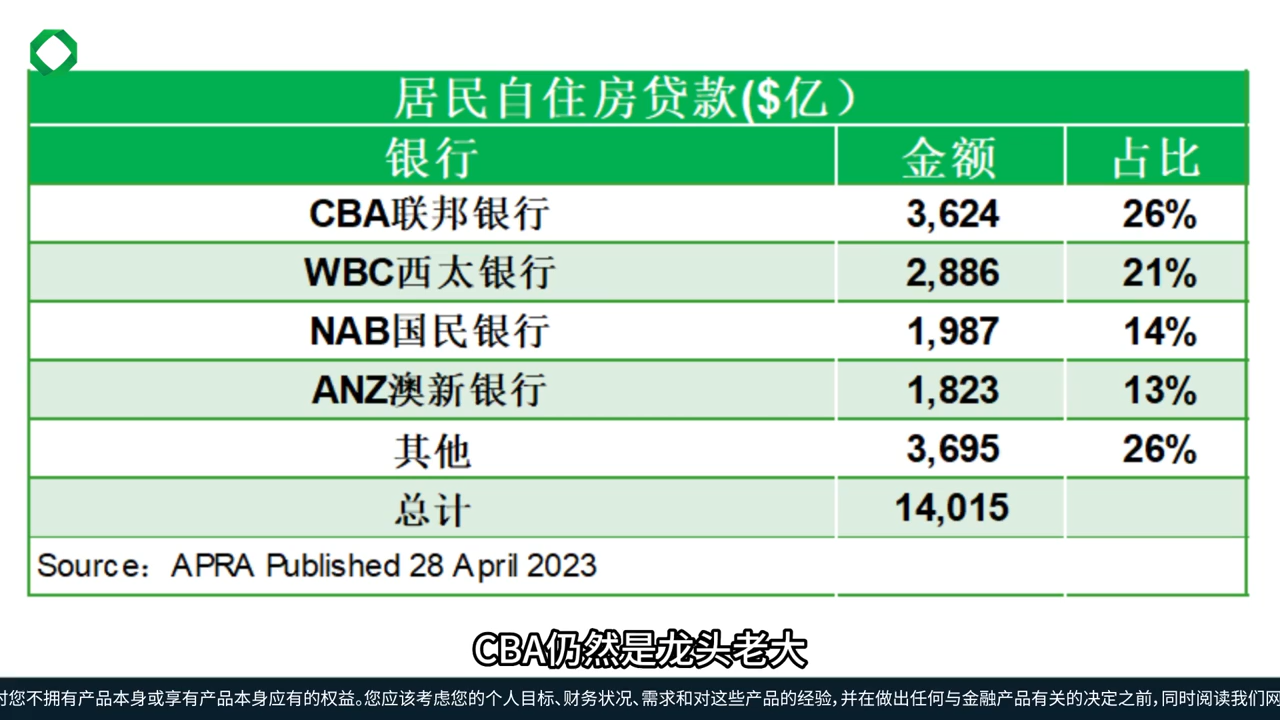 居民自住房贷款($亿）
银行 金额 占比
CBA联邦银行 3,624 26%
WBC西太银行 2,886 21%
NAB国民银行 1,987 14%
ANZ澳新银行 1,823 13%
其他 3,695 26%
总计 14,015
Source：APRA Published 28 April 2023
CBA仍然是龙头老大
对您不拥有产品本身或享有产品本身应有的权益。您应该考虑您的个人目标、财务状况、需求和对这些产品的经验，并在做出任何与金融产品有关的决定之前，同时阅读我们网